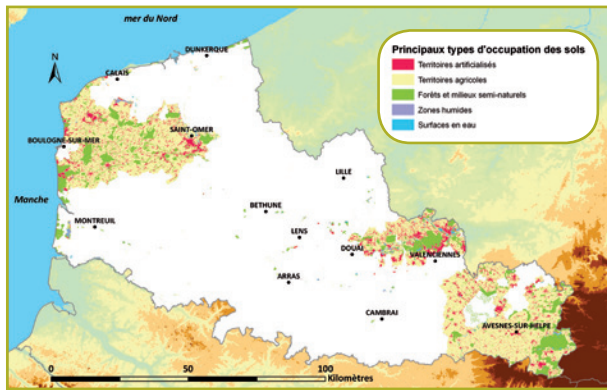 mer du Nord
DUNKERQUE
N
CALAIS
Principaux types d'occupation des sols
Territoires artificialisés
Territoires agricoles
Forêts et milieux semi-naturels
Zones humides
Surfaces en eau
SAINT-OMER
BOULOGNE-SUR-MER
LILLE
Manche
BETHUNE
MONTREUIL
LENS
DOUAI
VALENCIENNES
ARRAS
CAMBRAI
AVESNES-SUR-HELPE
0 50 100
Kilomètres